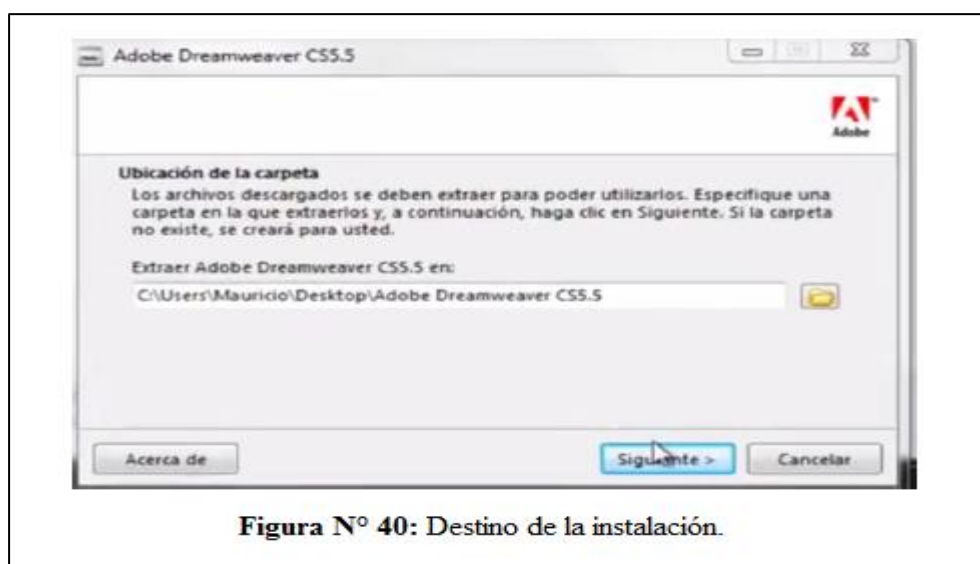 Adobe Dreamweaver CS5.5
Adobe
Ubicación de la carpeta
Los archivos descargados se deben extraer para poder utilizarlos. Especifique una
carpeta en la que extraerlos y, a continuación, haga clic en Siguiente. Si la carpeta
no existe, se creará para usted.
Extraer Adobe Dreamweaver CS5.5 en:
C:\Users\Mauricio\Desktop\Adobe Dreamweaver CS5.5
Acerca de
Siguiente >
Cancelar
Figura N° 40: Destino de la instalación.